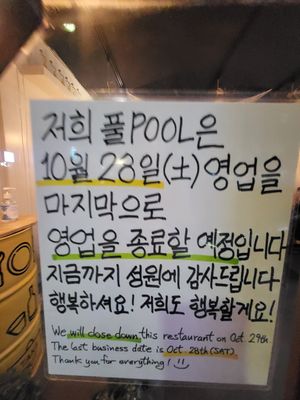 저희 풀POOL은
10월 28일(土) 영업을
마지막으로
영업을 종료할 예정입니다
지금까지 성원에 감사드립니다
행복하셔요! 저희도 행복할게요!
We will close down this restaurant on Oct. 29th
The last business date is Oct. 28th (SAT).
Thank you for everything!